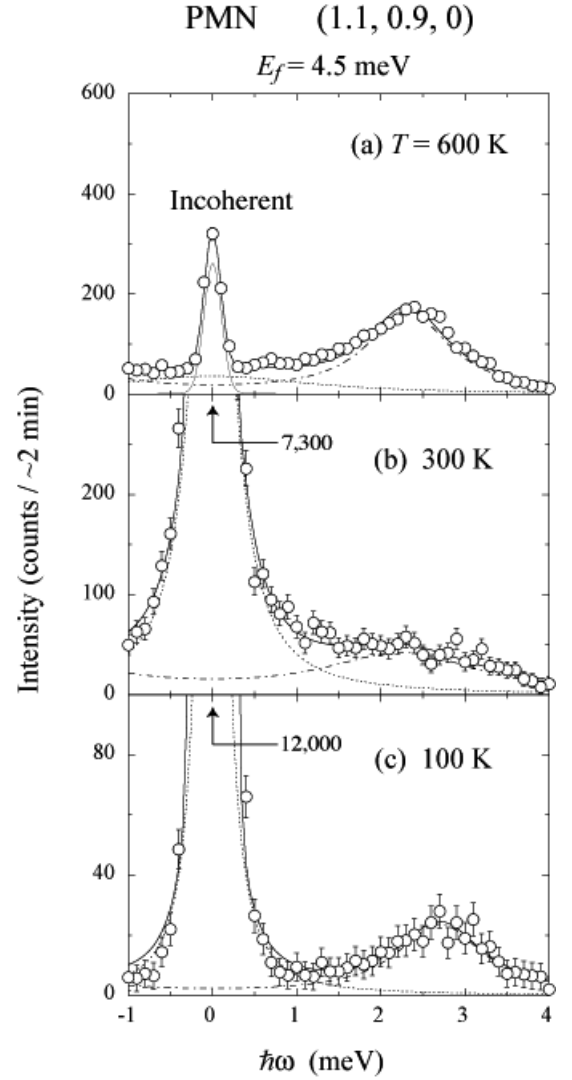 PMN (1.1, 0.9, 0)
E_f = 4.5 meV
600
(a) T = 600 K
400
Incoherent
200
0
7,300
(b) 300 K
200
100
0
12,000
80
(c) 100 K
40
0
-1 0 1 2 3 4
ħω (meV)
Intensity (counts / ~2 min)